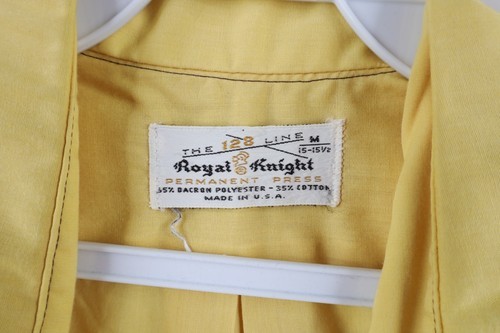 THE 128 LINE M
15-15½
Royal Knight
PERMANENT PRESS
65% DACRON POLYESTER - 35% COTTON
MADE IN U.S.A.